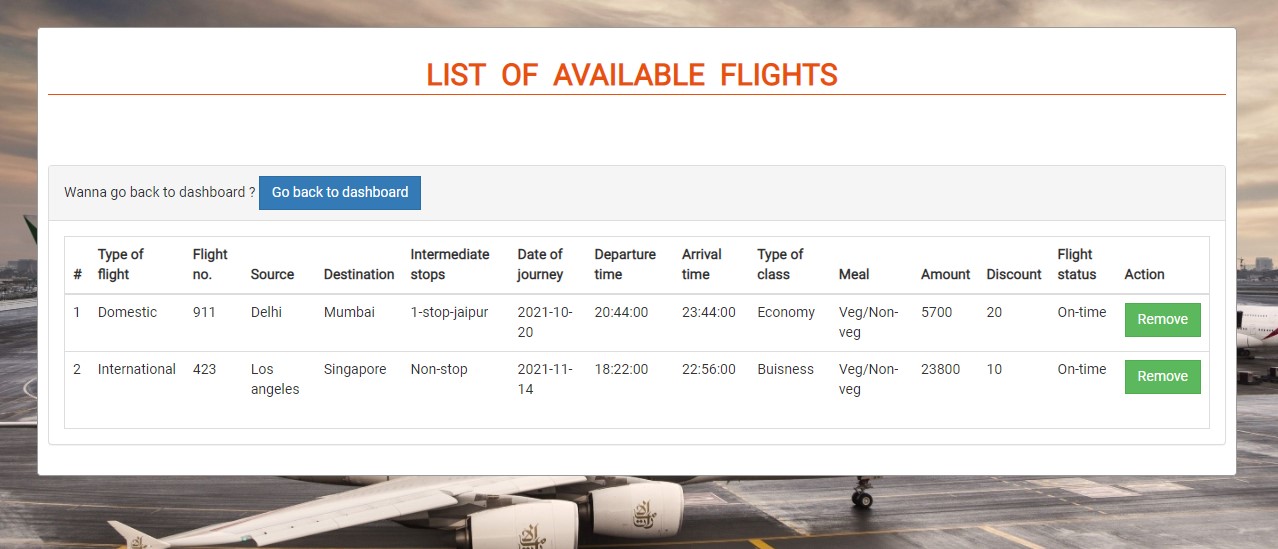 LIST OF AVAILABLE FLIGHTS
Wanna go back to dashboard ? Go back to dashboard
Type of Flight Intermediate Date of Departure Arrival Type of Flight
# flight no. Source Destination stops journey time time class Meal Amount Discount status Action
1 Domestic 911 Delhi Mumbai 1-stop-jaipur 2021-10- 20:44:00 23:44:00 Economy Veg/Non- 5700 20 On-time Remove
20 veg
2 International 423 Los Singapore Non-stop 2021-11- 18:22:00 22:56:00 Buisness Veg/Non- 23800 10 On-time Remove
angeles 14 veg